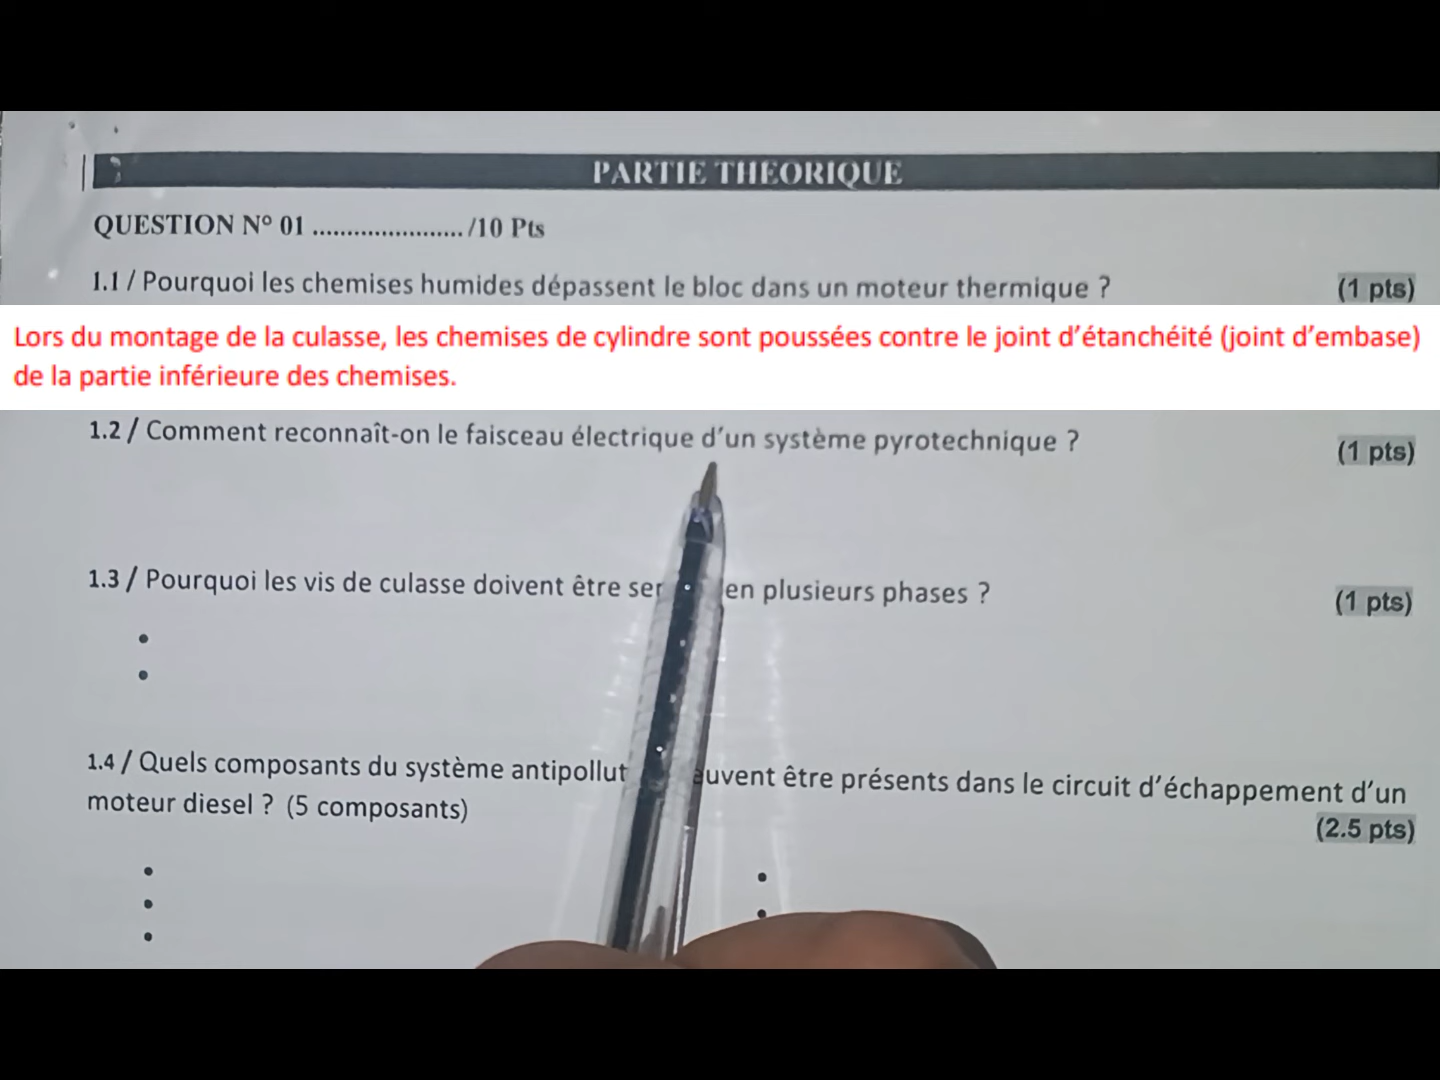 PARTIE THEORIQUE
QUESTION N° 01 ...................... /10 Pts
1.1 / Pourquoi les chemises humides dépassent le bloc dans un moteur thermique ? (1 pts)
Lors du montage de la culasse, les chemises de cylindre sont poussées contre le joint d'étanchéité (joint d'embase)
de la partie inférieure des chemises.
1.2 / Comment reconnaît-on le faisceau électrique d'un système pyrotechnique ? (1 pts)
1.3 / Pourquoi les vis de culasse doivent être en plusieurs phases ? (1 pts)
1.4 / Quels composants du système présents dans le circuit d'échappement d'un
moteur diesel ? (5 composants) (2.5 pts)